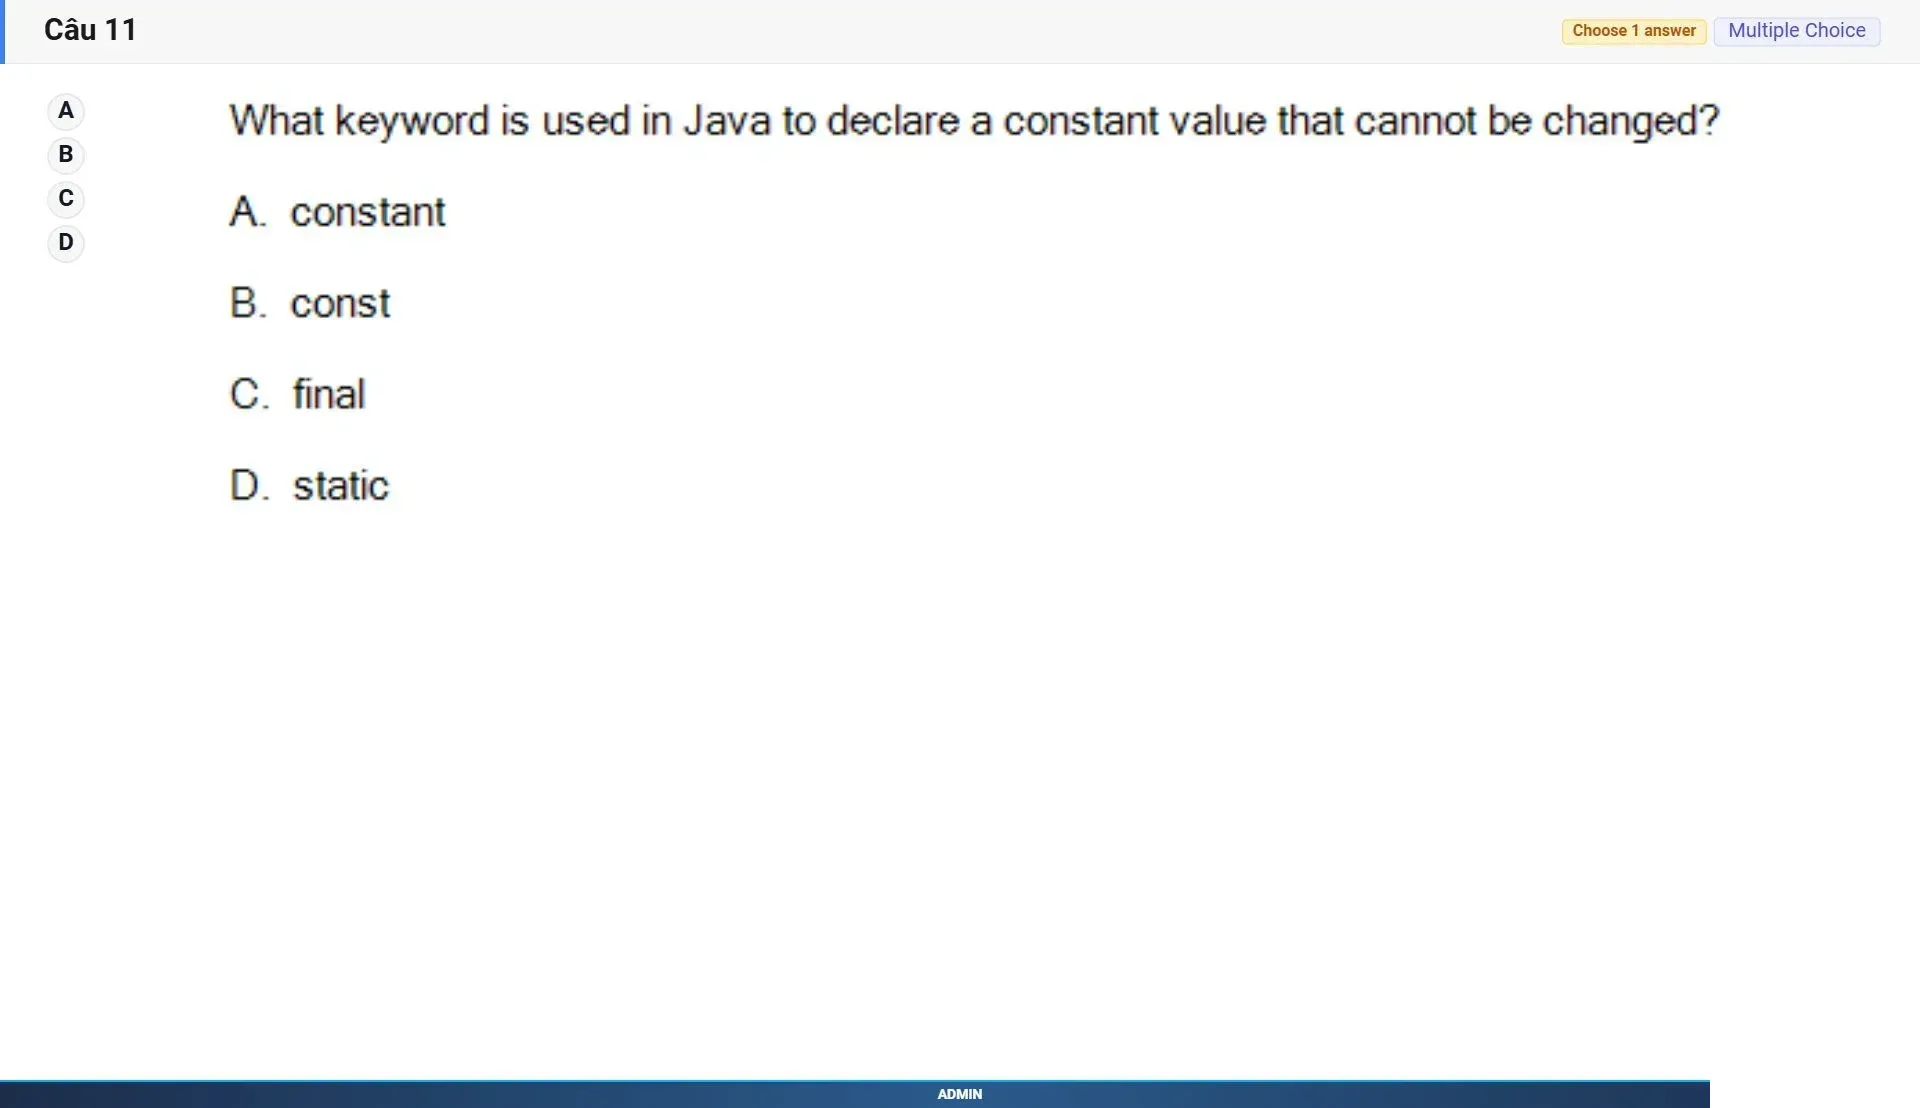 Câu 11
Choose 1 answer
Multiple Choice
A
B
C
D
What keyword is used in Java to declare a constant value that cannot be changed?
A. constant
B. const
C. final
D. static
ADMIN